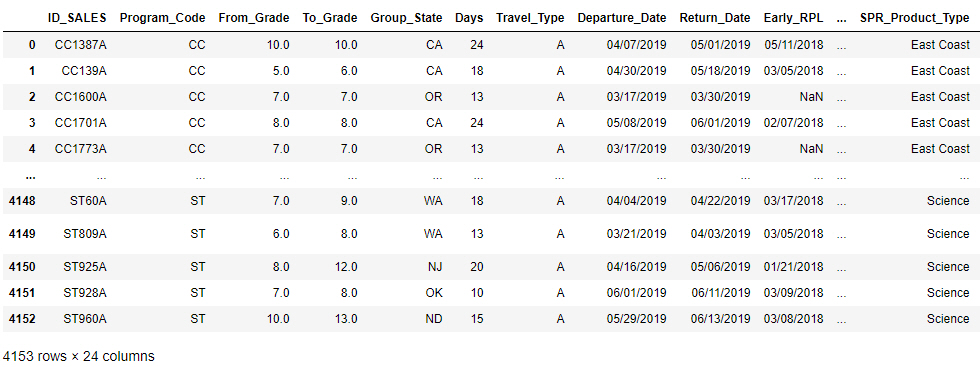 ID_SALES Program_Code From_Grade To_Grade Group_State Days Travel_Type Departure_Date Return_Date Early_RPL ... SPR_Product_Type
0 CC1387A CC 10.0 10.0 CA 24 A 04/07/2019 05/01/2019 05/11/2018 ... East Coast
1 CC139A CC 5.0 6.0 CA 18 A 04/30/2019 05/18/2019 03/05/2018 ... East Coast
2 CC1600A CC 7.0 7.0 OR 13 A 03/17/2019 03/30/2019 NaN ... East Coast
3 CC1701A CC 8.0 8.0 CA 24 A 05/08/2019 06/01/2019 02/07/2018 ... East Coast
4 CC1773A CC 7.0 7.0 OR 13 A 03/17/2019 03/30/2019 NaN ... East Coast
... ... ... ... ... ... ... ... ... ... ... ... ...
4148 ST60A ST 7.0 9.0 WA 18 A 04/04/2019 04/22/2019 03/17/2018 ... Science
4149 ST809A ST 6.0 8.0 WA 13 A 03/21/2019 04/03/2019 03/05/2018 ... Science
4150 ST925A ST 8.0 12.0 NJ 20 A 04/16/2019 05/06/2019 01/21/2018 ... Science
4151 ST928A ST 7.0 8.0 OK 10 A 06/01/2019 06/11/2019 03/09/2018 ... Science
4152 ST960A ST 10.0 13.0 ND 15 A 05/29/2019 06/13/2019 03/08/2018 ... Science
4153 rows × 24 columns